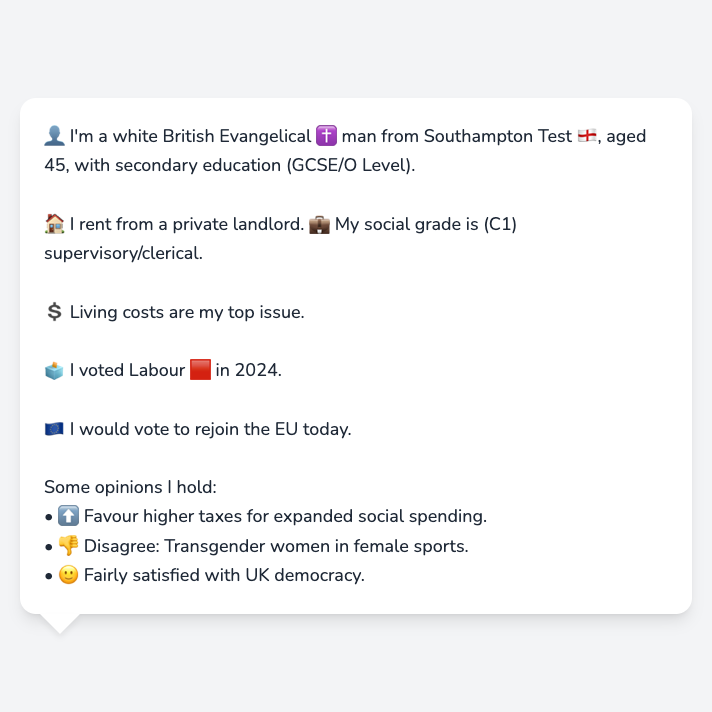 👤 I'm a white British Evangelical ✝️ man from Southampton Test 🏴󠁧󠁢󠁥󠁮󠁧󠁿, aged
45, with secondary education (GCSE/O Level).
🏠 I rent from a private landlord. 💼 My social grade is (C1)
supervisory/clerical.
💲 Living costs are my top issue.
🗳️ I voted Labour 🟥 in 2024.
🇪🇺 I would vote to rejoin the EU today.
Some opinions I hold:
• ⬆️ Favour higher taxes for expanded social spending.
• 👎 Disagree: Transgender women in female sports.
• 🙂 Fairly satisfied with UK democracy.